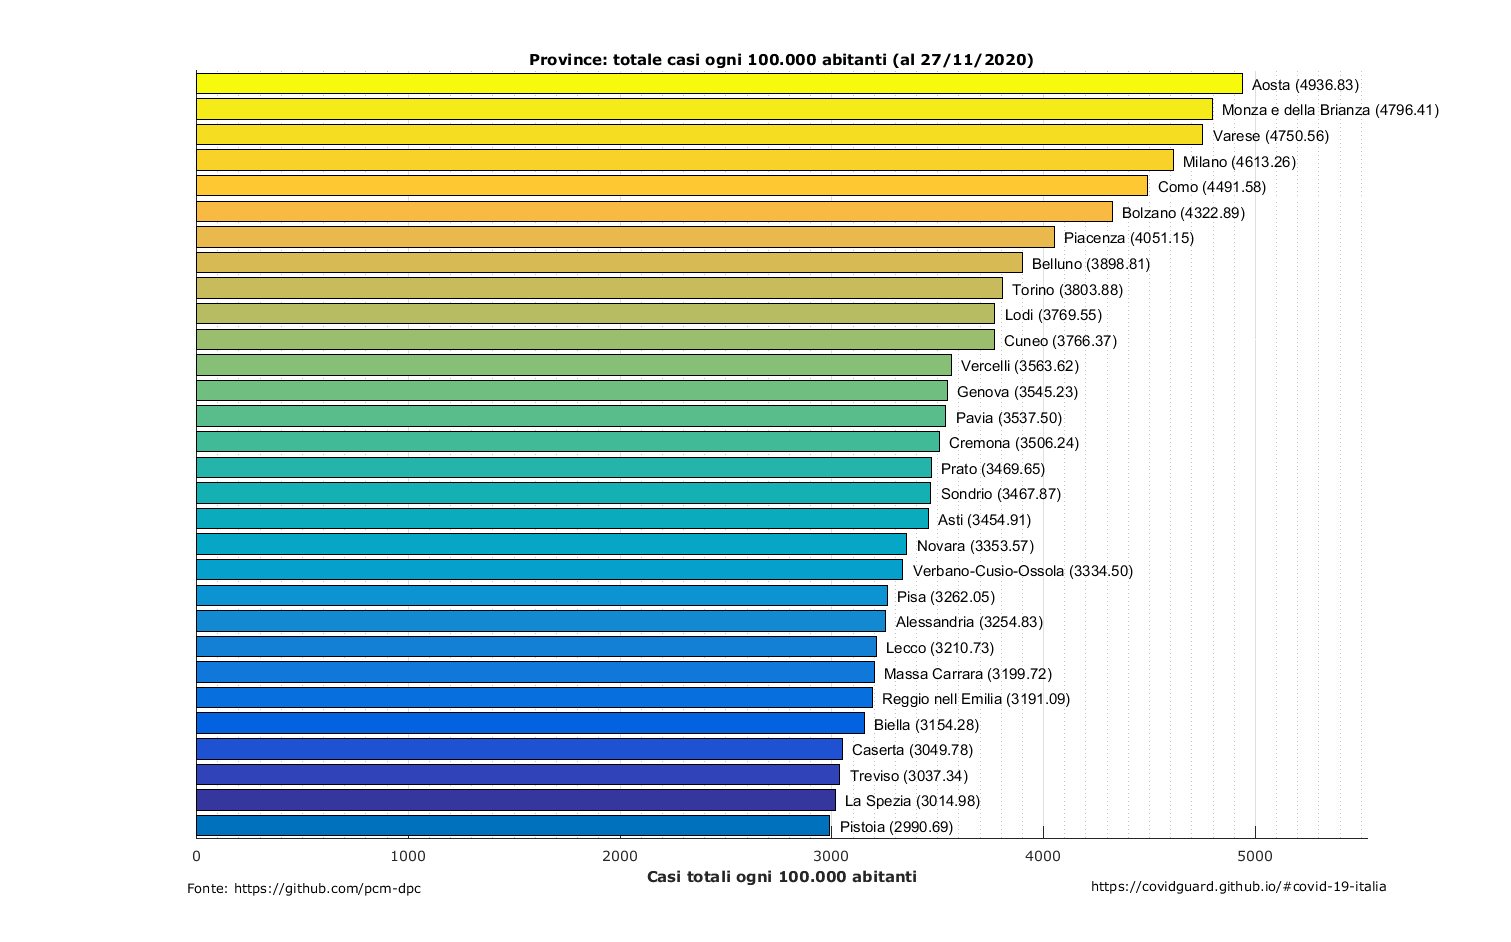 Province: totale casi ogni 100.000 abitanti (al 27/11/2020)
Aosta (4936.83)
Monza e della Brianza (4796.41)
Varese (4750.56)
Milano (4613.26)
Como (4491.58)
Bolzano (4322.89)
Piacenza (4051.15)
Belluno (3898.81)
Torino (3803.88)
Lodi (3769.55)
Cuneo (3766.37)
Vercelli (3563.62)
Genova (3545.23)
Pavia (3537.50)
Cremona (3506.24)
Prato (3469.65)
Sondrio (3467.87)
Asti (3454.91)
Novara (3353.57)
Verbano-Cusio-Ossola (3334.50)
Pisa (3262.05)
Alessandria (3254.83)
Lecco (3210.73)
Massa Carrara (3199.72)
Reggio nell Emilia (3191.09)
Biella (3154.28)
Caserta (3049.78)
Treviso (3037.34)
La Spezia (3014.98)
Pistoia (2990.69)
0 1000 2000 3000 4000 5000
Casi totali ogni 100.000 abitanti
Fonte: https://github.com/pcm-dpc
https://covidguard.github.io/#covid-19-italia